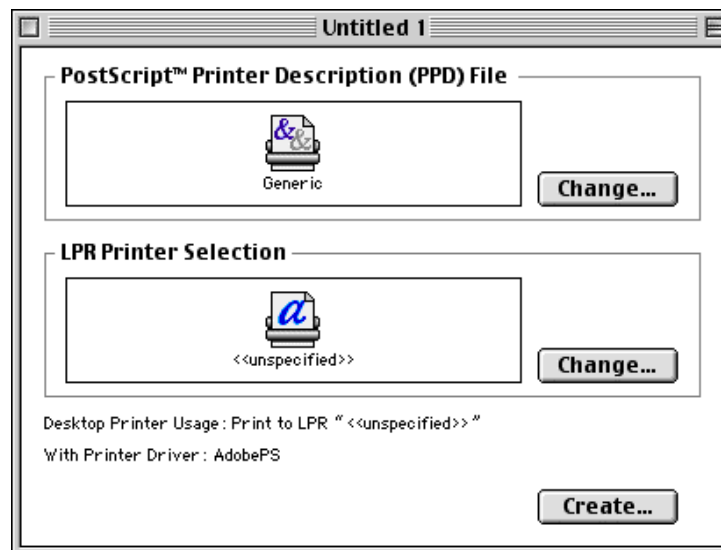 Untitled 1
PostScript™ Printer Description (PPD) File
&&
Generic
Change...
LPR Printer Selection
a
<<unspecified>>
Change...
Desktop Printer Usage : Print to LPR “<<unspecified>>”
With Printer Driver : AdobePS
Create...